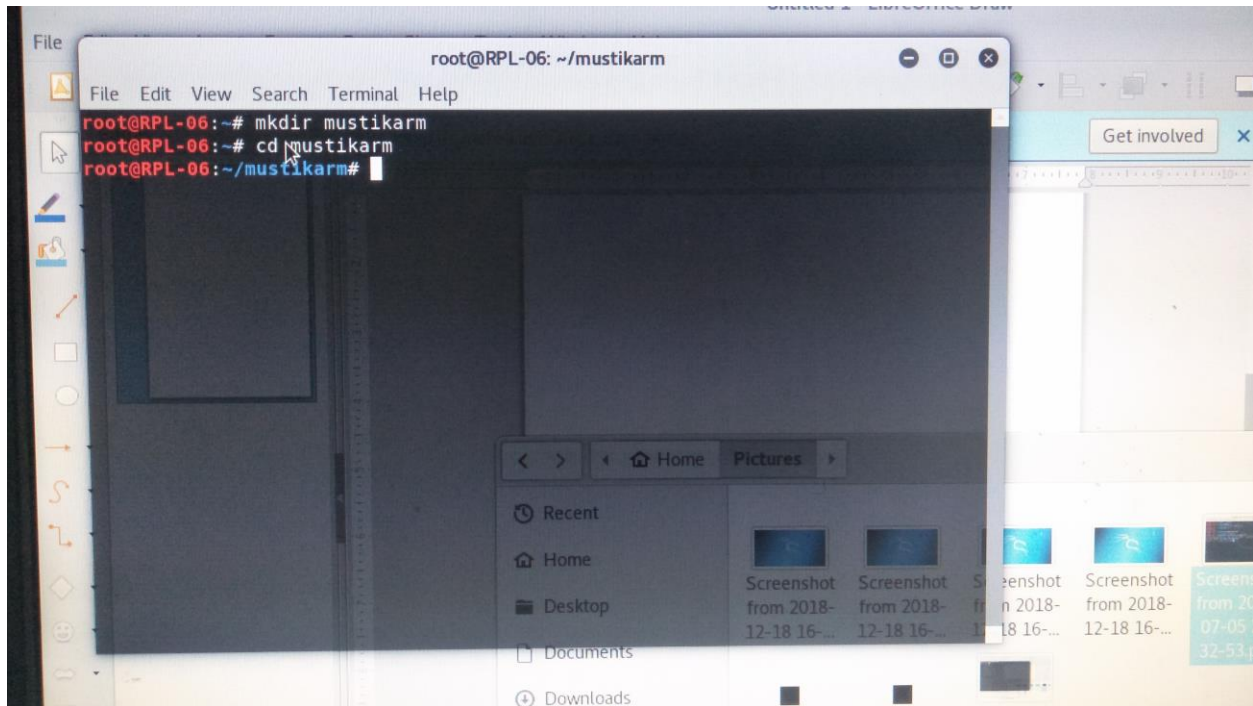 File
root@RPL-06: ~/mustikarm
File Edit View Search Terminal Help
root@RPL-06:~# mkdir mustikarm
root@RPL-06:~# cd mustikarm
root@RPL-06:~/mustikarm#
Get involved
Home Pictures
Recent
Home
Desktop
Documents
Downloads
Screenshot Screenshot Screenshot
from 2018- from 2018- from 2018-
12-18 16-... 12-18 16-... 12-18 16-...